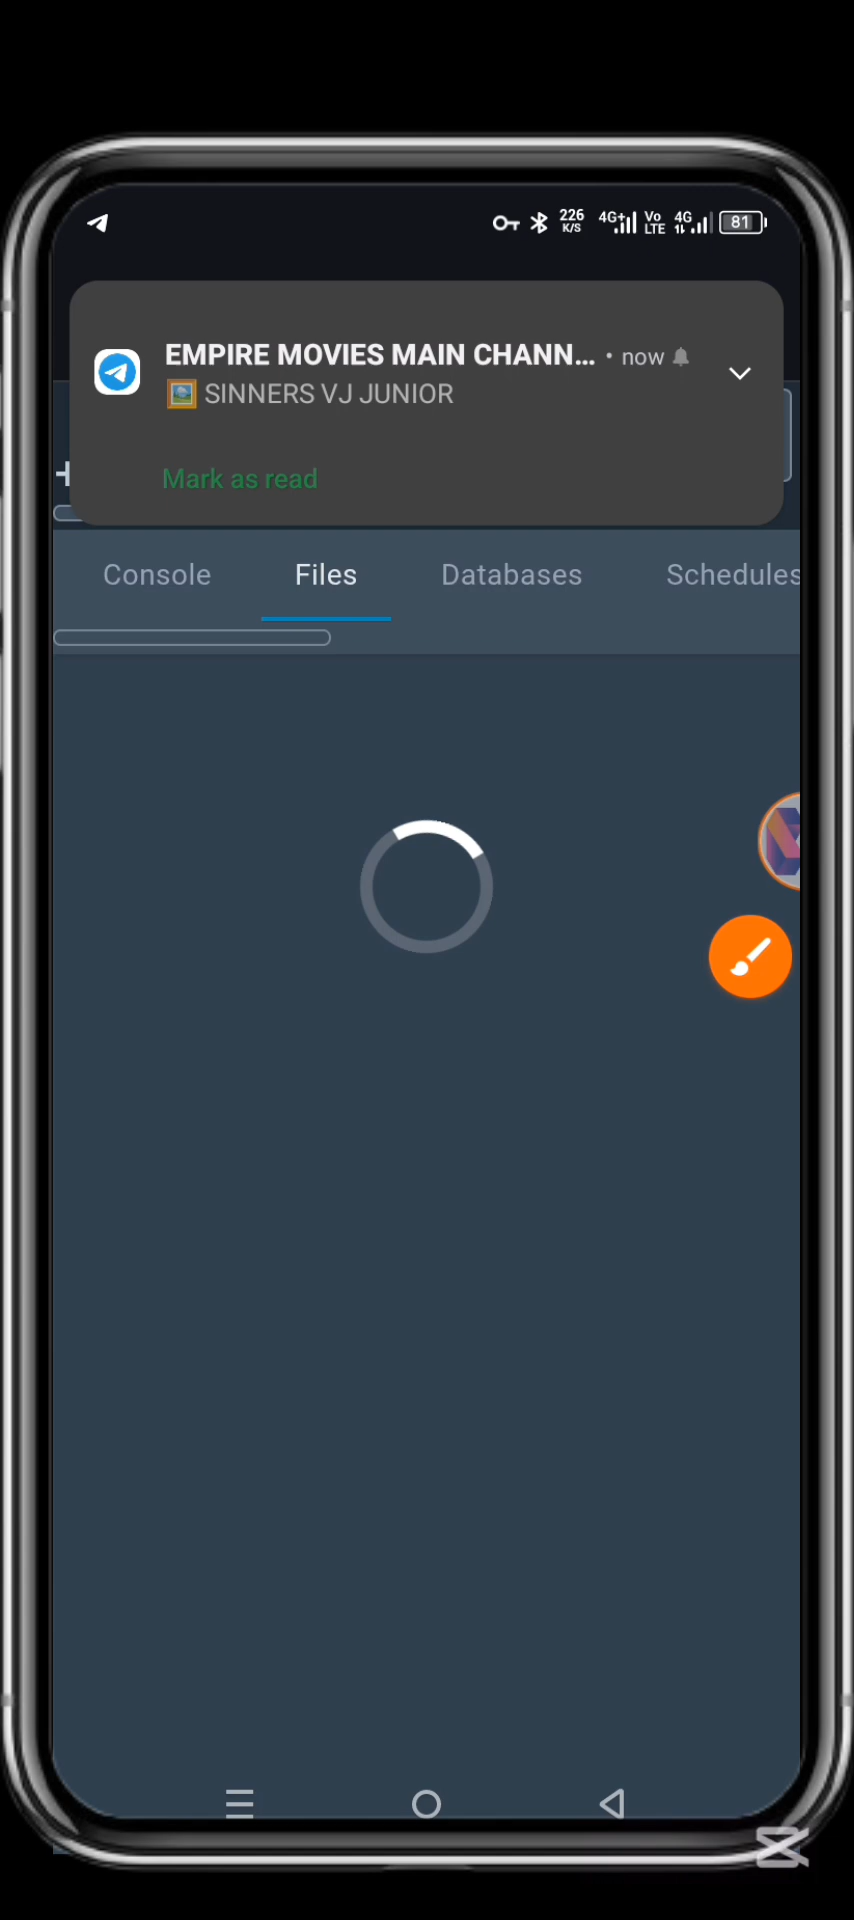 226
K/S
4G+
Vo
LTE
4G
81
EMPIRE MOVIES MAIN CHANN... • now
SINNERS VJ JUNIOR
Mark as read
Console
Files
Databases
Schedules